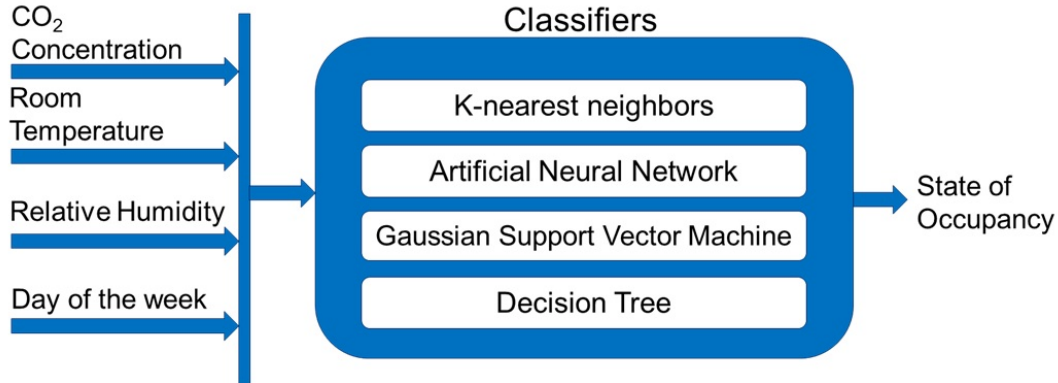 CO₂
Concentration
Room
Temperature
Relative Humidity
Day of the week
Classifiers
K-nearest neighbors
Artificial Neural Network
Gaussian Support Vector Machine
Decision Tree
State of
Occupancy